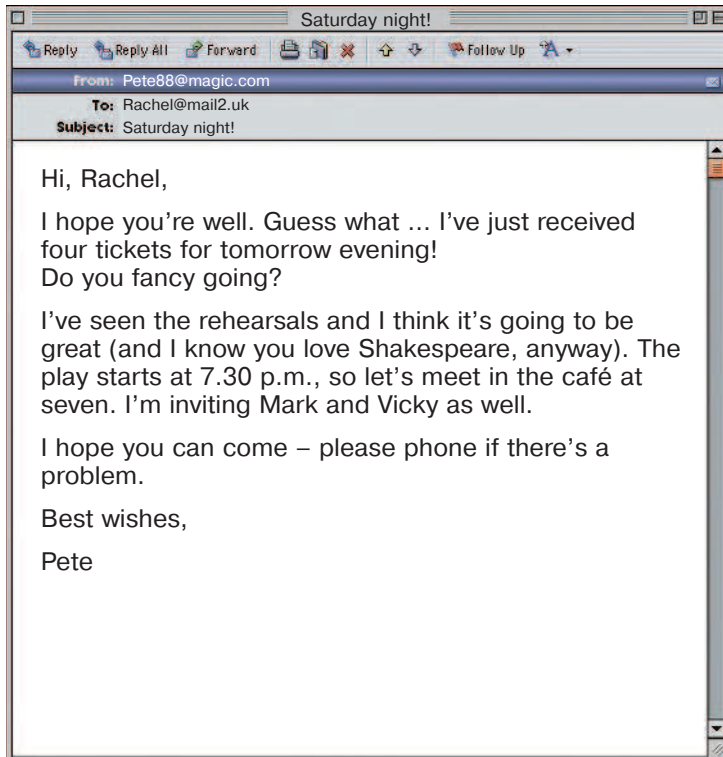 Saturday night!
Reply Reply All Forward Follow Up
From: Pete88@magic.com
To: Rachel@mail2.uk
Subject: Saturday night!
Hi, Rachel,
I hope you're well. Guess what ... I've just received
four tickets for tomorrow evening!
Do you fancy going?
I've seen the rehearsals and I think it's going to be
great (and I know you love Shakespeare, anyway). The
play starts at 7.30 p.m., so let's meet in the café at
seven. I'm inviting Mark and Vicky as well.
I hope you can come – please phone if there's a
problem.
Best wishes,
Pete